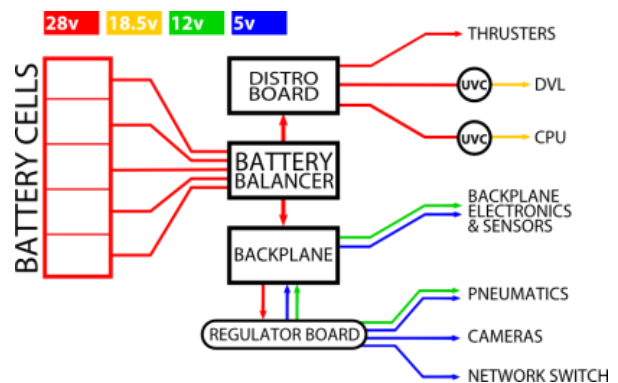 28v 18.5v 12v 5v
BATTERY CELLS
DISTRO
BOARD
THRUSTERS
UVC
DVL
UVC
CPU
BATTERY
BALANCER
BACKPLANE
ELECTRONICS
& SENSORS
BACKPLANE
PNEUMATICS
REGULATOR BOARD
CAMERAS
NETWORK SWITCH